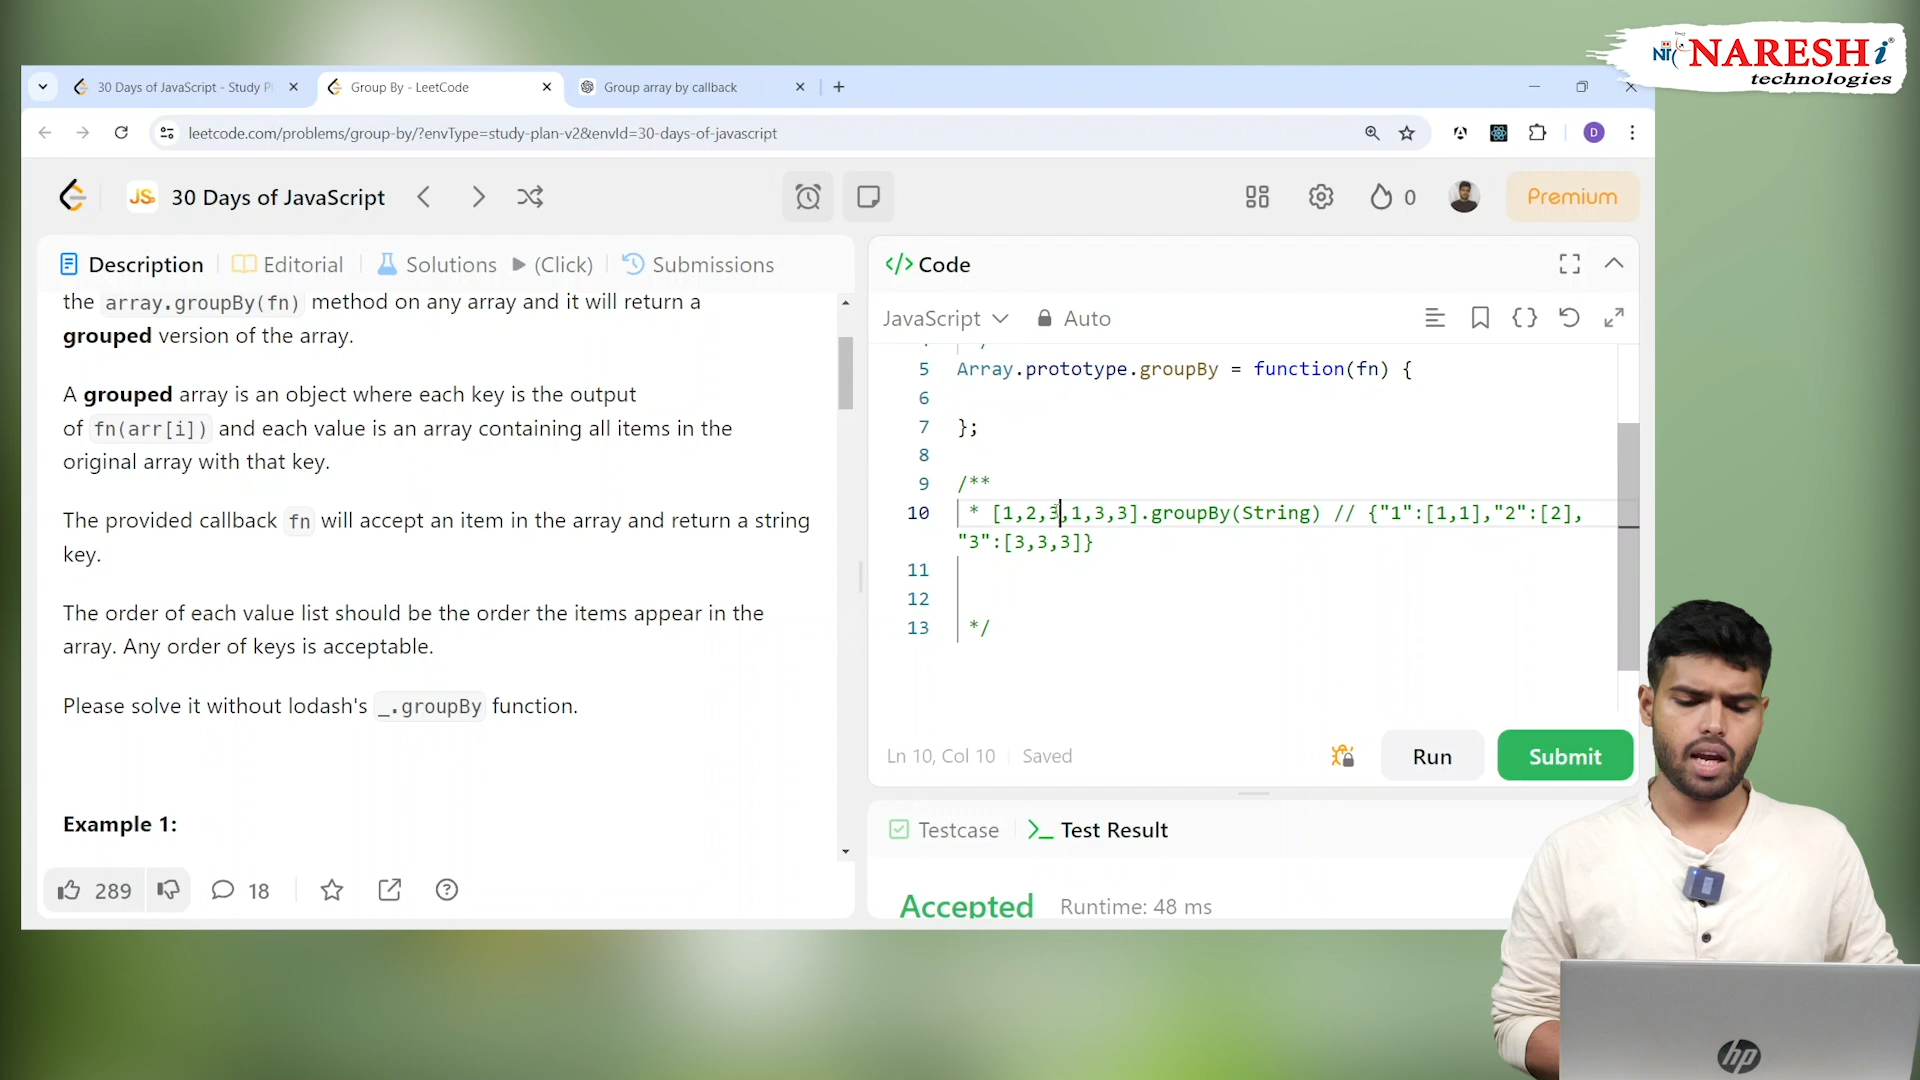 NIT NARESH i
technologies
30 Days of JavaScript - Study Pl
Group By - LeetCode
Group array by callback
leetcode.com/problems/group-by/?envType=study-plan-v2&envId=30-days-of-javascript
D
JS 30 Days of JavaScript
0
Premium
Description
Editorial
Solutions
(Click)
Submissions
the array.groupBy(fn) method on any array and it will return a
grouped version of the array.
A grouped array is an object where each key is the output
of fn(arr[i]) and each value is an array containing all items in the
original array with that key.
The provided callback fn will accept an item in the array and return a string
key.
The order of each value list should be the order the items appear in the
array. Any order of keys is acceptable.
Please solve it without lodash's _.groupBy function.
Example 1:
289
18
</> Code
JavaScript
Auto
5 Array.prototype.groupBy = function(fn) {
6
7 };
8
9 /**
10 * [1,2,3,1,3,3].groupBy(String) // {"1":[1,1],"2":[2],
"3":[3,3,3]}
11
12
13 */
Ln 10, Col 10
Saved
Run
Submit
Testcase
>_ Test Result
Accepted
Runtime: 48 ms
hp